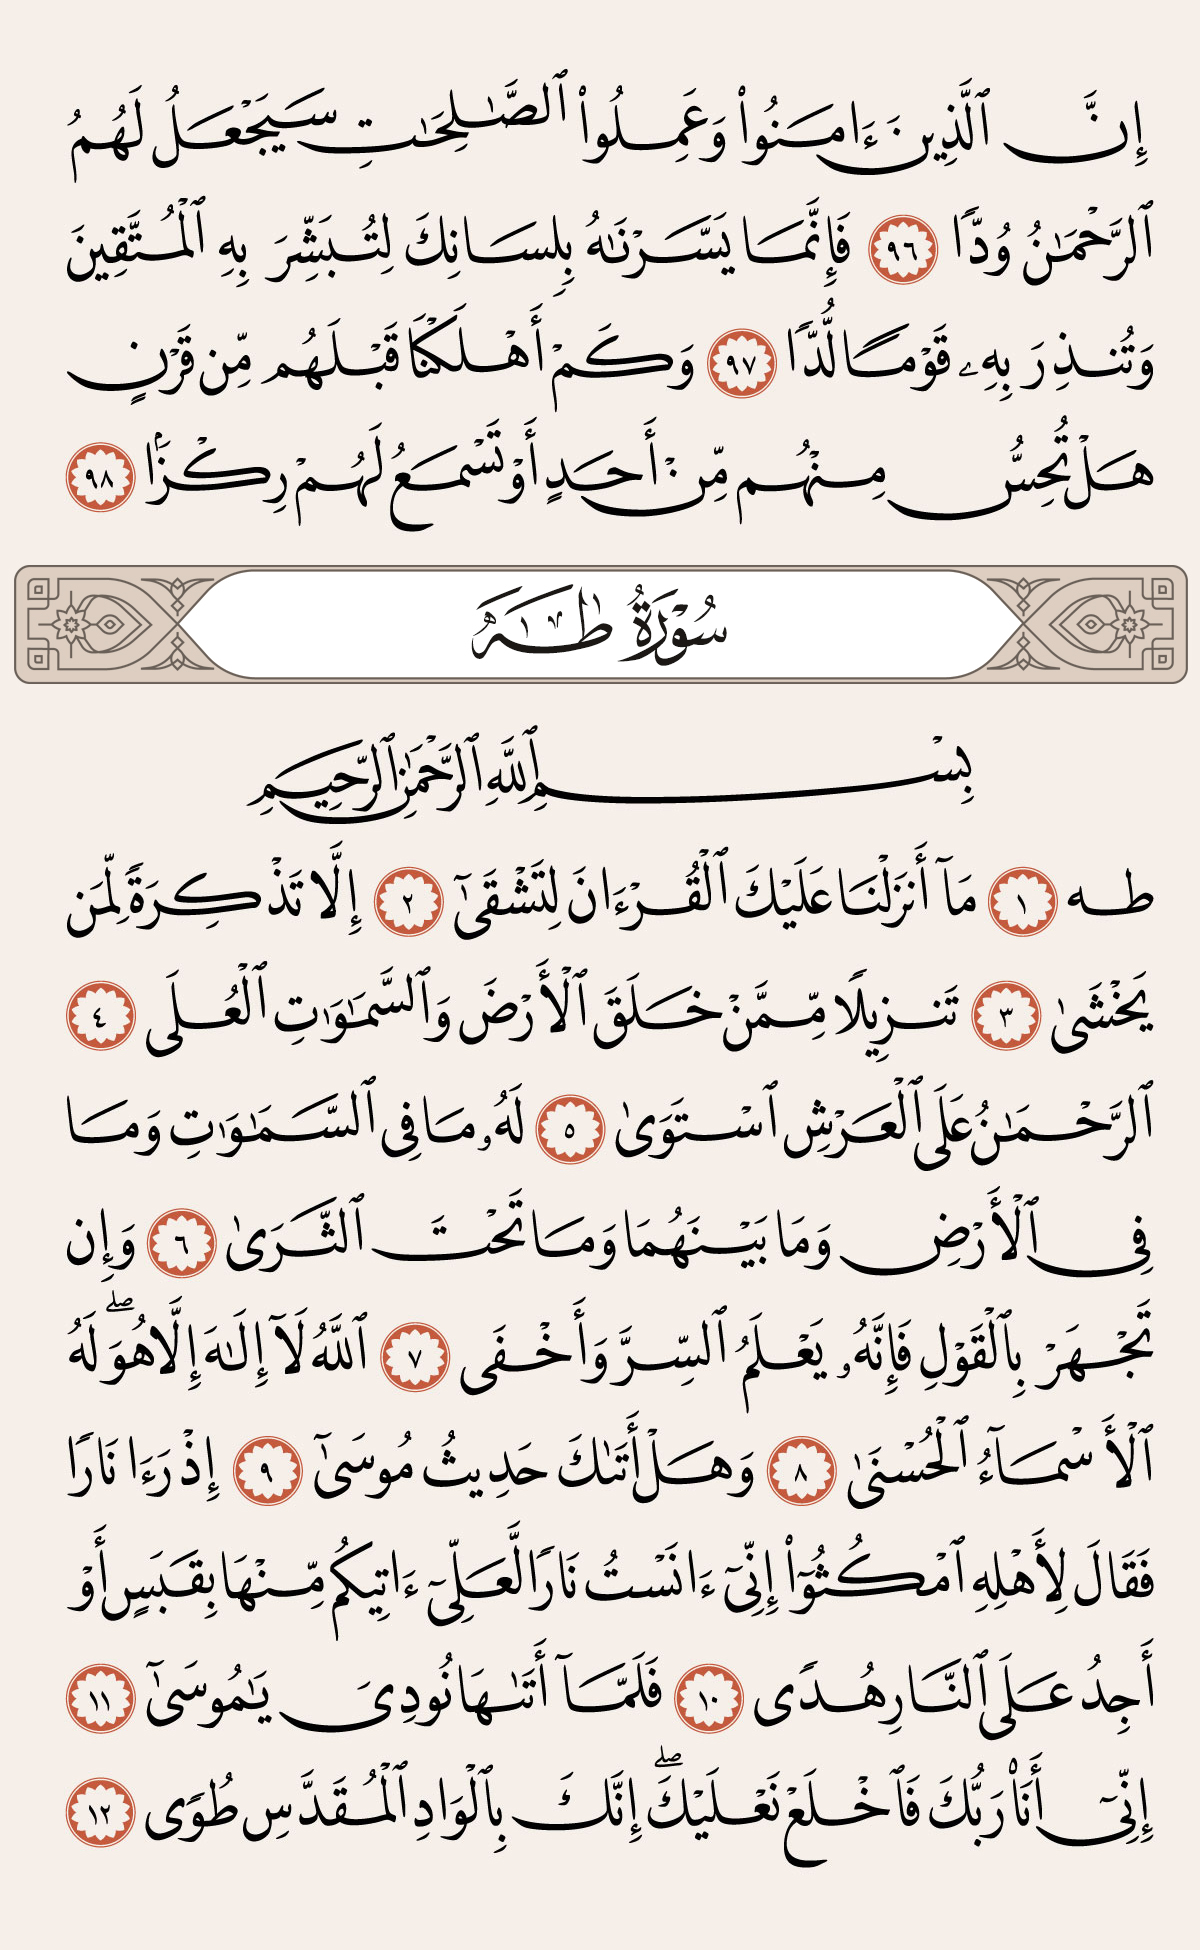 إِنَّ ٱلَّذِينَ ءَامَنُوا۟ وَعَمِلُوا۟ ٱلصَّـٰلِحَـٰتِ سَيَجْعَلُ لَهُمُ
ٱلرَّحْمَـٰنُ وُدًّا ٩٦ فَإِنَّمَا يَسَّرْنَـٰهُ بِلِسَانِكَ لِتُبَشِّرَ بِهِ ٱلْمُتَّقِينَ
وَتُنذِرَ بِهِۦ قَوْمًا لُّدًّا ٩٧ وَكَمْ أَهْلَكْنَا قَبْلَهُم مِّن قَرْنٍ
هَلْ تُحِسُّ مِنْهُم مِّنْ أَحَدٍ أَوْ تَسْمَعُ لَهُمْ رِكْزًۢا ٩٨
سُورَةُ طه
بِسْمِ ٱللَّهِ ٱلرَّحْمَـٰنِ ٱلرَّحِيمِ
طه ١ مَآ أَنزَلْنَا عَلَيْكَ ٱلْقُرْءَانَ لِتَشْقَىٰٓ ٢ إِلَّا تَذْكِرَةً لِّمَن
يَخْشَىٰ ٣ تَنزِيلًا مِّمَّنْ خَلَقَ ٱلْأَرْضَ وَٱلسَّمَـٰوَٰتِ ٱلْعُلَى ٤
ٱلرَّحْمَـٰنُ عَلَى ٱلْعَرْشِ ٱسْتَوَىٰ ٥ لَهُۥ مَا فِى ٱلسَّمَـٰوَٰتِ وَمَا
فِى ٱلْأَرْضِ وَمَا بَيْنَهُمَا وَمَا تَحْتَ ٱلثَّرَىٰ ٦ وَإِن
تَجْهَرْ بِٱلْقَوْلِ فَإِنَّهُۥ يَعْلَمُ ٱلسِّرَّ وَأَخْفَى ٧ ٱللَّهُ لَآ إِلَـٰهَ إِلَّا هُوَ ۖ لَهُ
ٱلْأَسْمَآءُ ٱلْحُسْنَىٰ ٨ وَهَلْ أَتَىٰكَ حَدِيثُ مُوسَىٰٓ ٩ إِذْ رَءَا نَارًا
فَقَالَ لِأَهْلِهِ ٱمْكُثُوٓا۟ إِنِّىٓ ءَانَسْتُ نَارًا لَّعَلِّىٓ ءَاتِيكُم مِّنْهَا بِقَبَسٍ أَوْ
أَجِدُ عَلَى ٱلنَّارِ هُدًى ١٠ فَلَمَّآ أَتَىٰهَا نُودِىَ يَـٰمُوسَىٰٓ ١١
إِنِّىٓ أَنَا۠ رَبُّكَ فَٱخْلَعْ نَعْلَيْكَ ۖ إِنَّكَ بِٱلْوَادِ ٱلْمُقَدَّسِ طُوًى ١٢